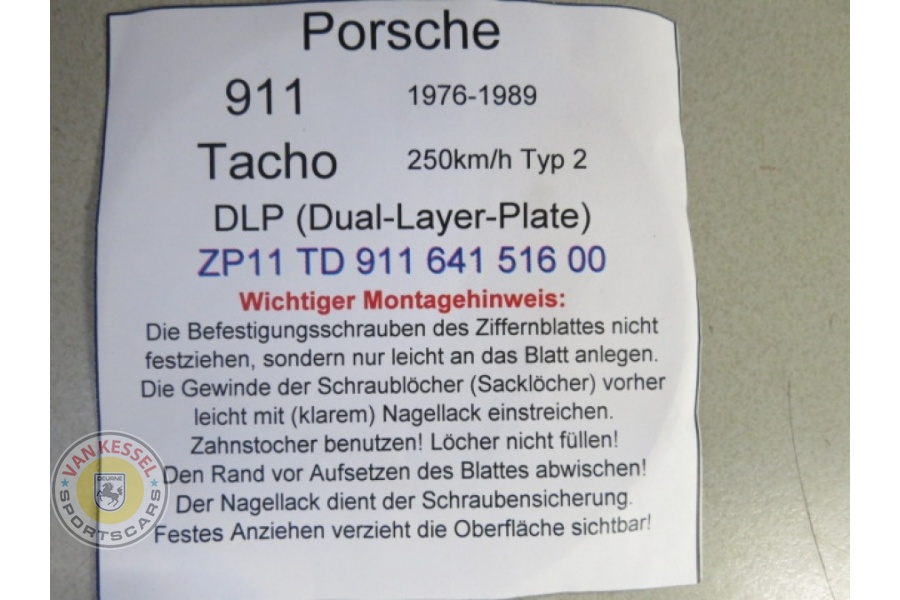 Porsche
911 1976-1989
Tacho 250km/h Typ 2
DLP (Dual-Layer-Plate)
ZP11 TD 911 641 516 00
Wichtiger Montagehinweis:
Die Befestigungsschrauben des Ziffernblattes nicht
festziehen, sondern nur leicht an das Blatt anlegen.
Die Gewinde der Schraublöcher (Sacklöcher) vorher
leicht mit (klarem) Nagellack einstreichen.
Zahnstocher benutzen! Löcher nicht füllen!
Den Rand vor Aufsetzen des Blattes abwischen!
Der Nagellack dient der Schraubensicherung.
Festes Anziehen verzieht die Oberfläche sichtbar!
VAN KESSEL
DEURNE
SPORTSCARS